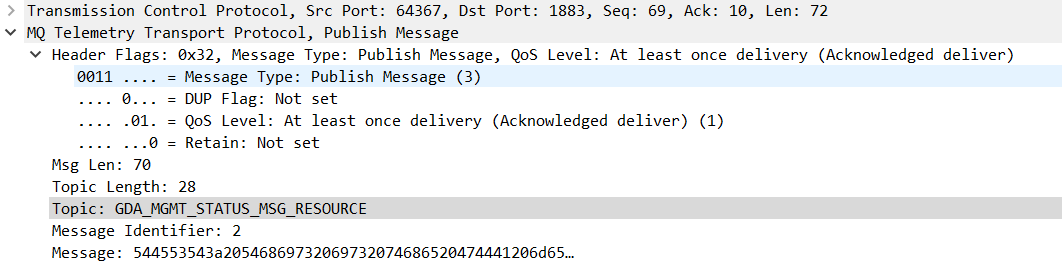 Transmission Control Protocol, Src Port: 64367, Dst Port: 1883, Seq: 69, Ack: 10, Len: 72
MQ Telemetry Transport Protocol, Publish Message
Header Flags: 0x32, Message Type: Publish Message, QoS Level: At least once delivery (Acknowledged deliver)
0011 .... = Message Type: Publish Message (3)
.... 0... = DUP Flag: Not set
.... .01. = QoS Level: At least once delivery (Acknowledged deliver) (1)
.... ...0 = Retain: Not set
Msg Len: 70
Topic Length: 28
Topic: GDA_MGMT_STATUS_MSG_RESOURCE
Message Identifier: 2
Message: 544553543a205468697320697320746865204744​41206d65…